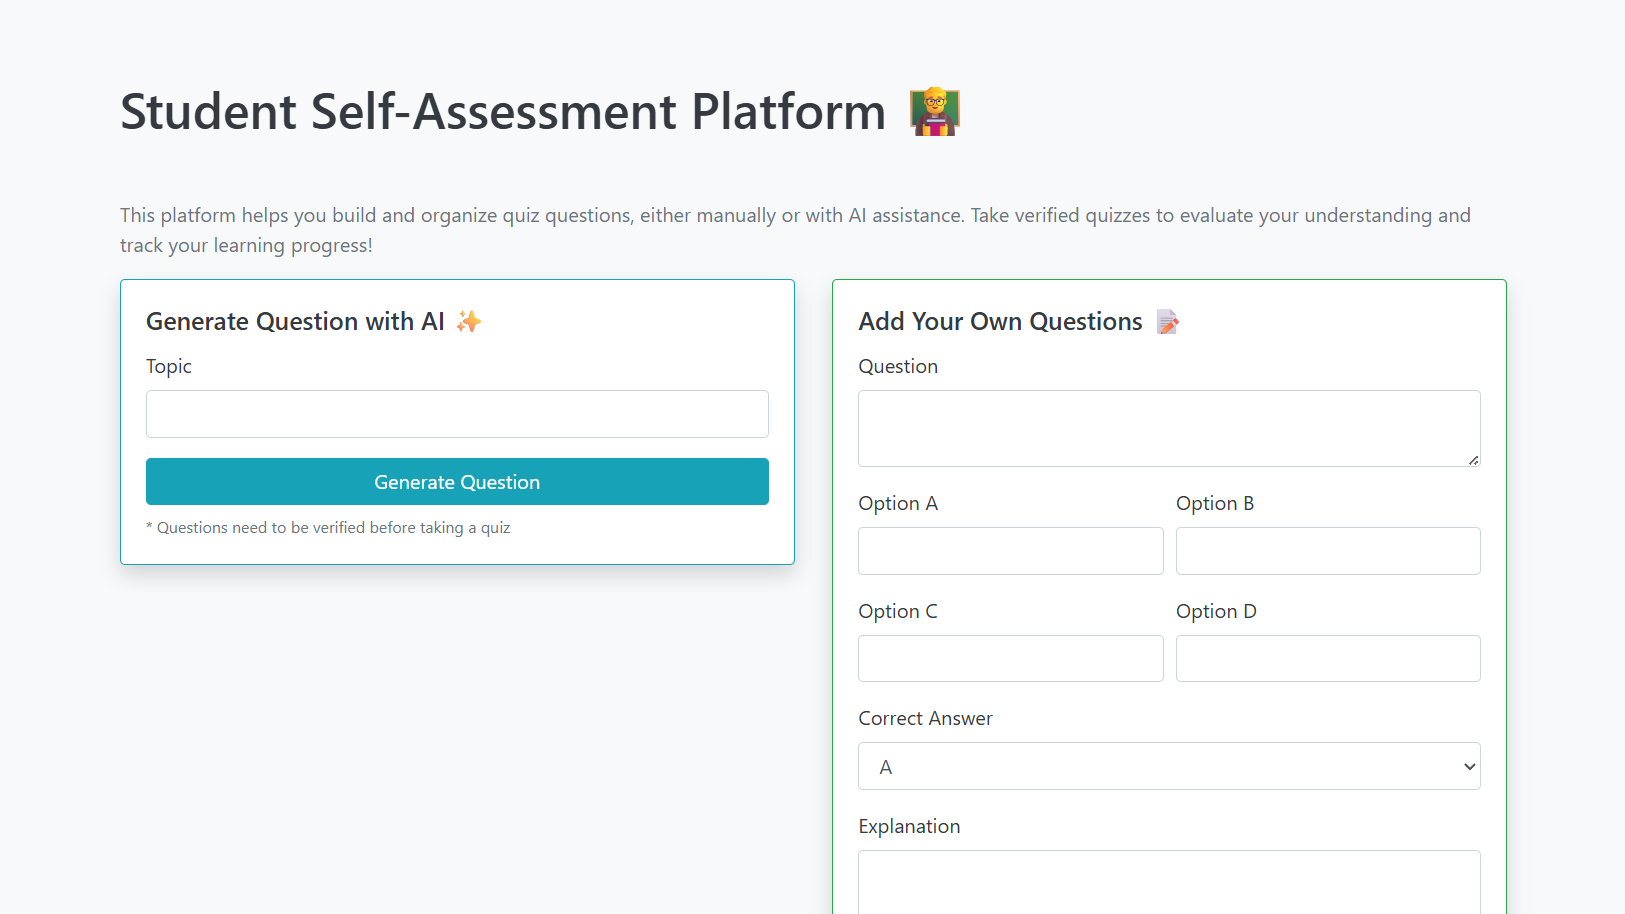 Student Self-Assessment Platform
This platform helps you build and organize quiz questions, either manually or with AI assistance. Take verified quizzes to evaluate your understanding and
track your learning progress!
Generate Question with AI
Topic
Generate Question
* Questions need to be verified before taking a quiz
Add Your Own Questions
Question
Option A
Option B
Option C
Option D
Correct Answer
A
Explanation